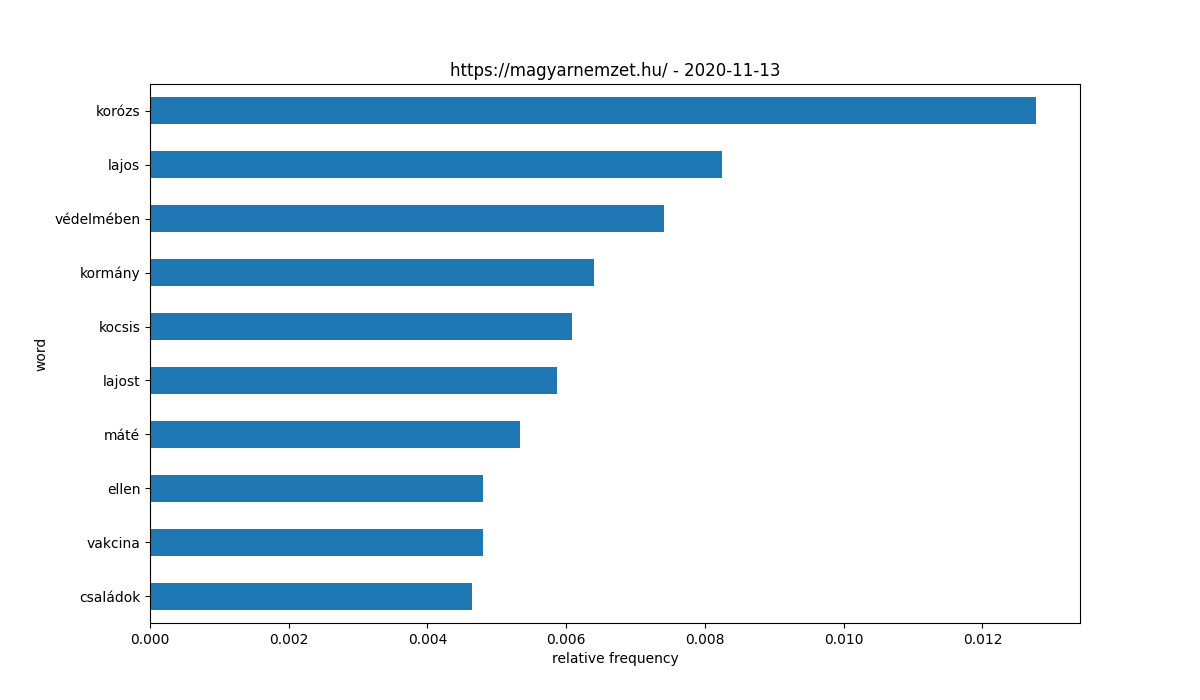 https://magyarnemzet.hu/ - 2020-11-13
korózs
lajos
védelmében
kormány
kocsis
lajost
máté
ellen
vakcina
családok
word
0.000 0.002 0.004 0.006 0.008 0.010 0.012
relative frequency